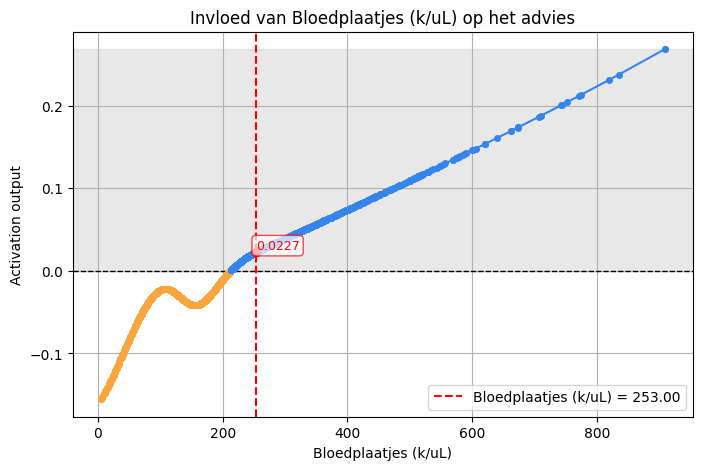 Invloed van Bloedplaatjes (k/uL) op het advies
Activation output
0.2
0.1
0.0
−0.1
0.0227
Bloedplaatjes (k/uL) = 253.00
0
200
400
600
800
Bloedplaatjes (k/uL)